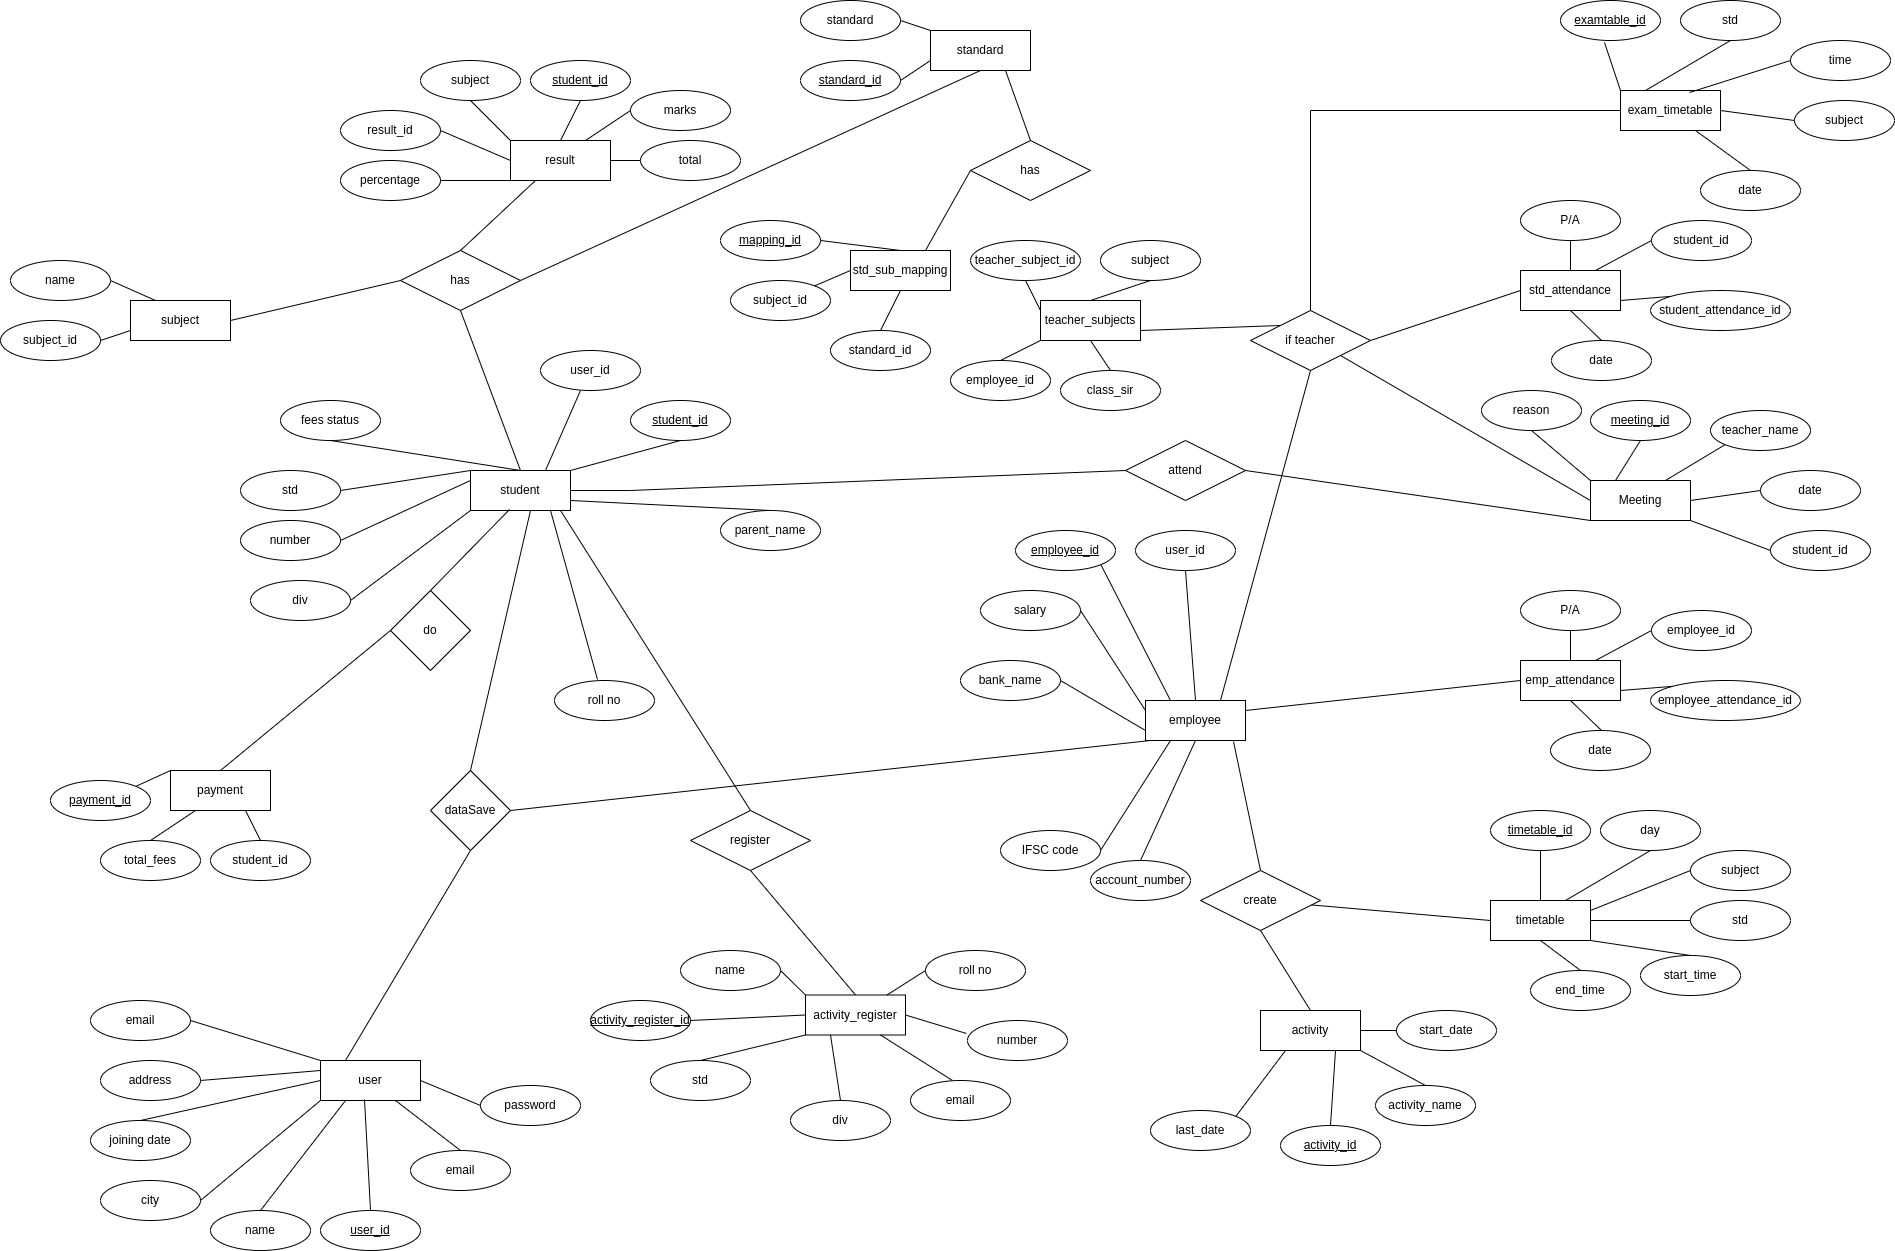 standard
examtable_id
std
standard
time
subject
student_id
standard_id
marks
exam_timetable
subject
result_id
result
total
has
percentage
date
P/A
student_id
mapping_id
teacher_subject_id
subject
std_sub_mapping
name
has
std_attendance
subject_id
student_attendance_id
subject
teacher_subjects
if teacher
subject_id
standard_id
date
user_id
employee_id
class_sir
reason
fees status
student_id
meeting_id
teacher_name
attend
std
student
date
Meeting
number
parent_name
employee_id
user_id
student_id
div
salary
P/A
do
employee_id
bank_name
emp_attendance
roll no
employee_attendance_id
employee
date
payment
payment_id
dataSave
timetable_id
day
register
IFSC code
total_fees
student_id
subject
account_number
create
timetable
std
name
roll no
start_time
end_time
email
activity_register_id
activity_register
activity
start_date
number
address
user
std
password
email
activity_name
div
joining date
last_date
activity_id
email
city
name
user_id